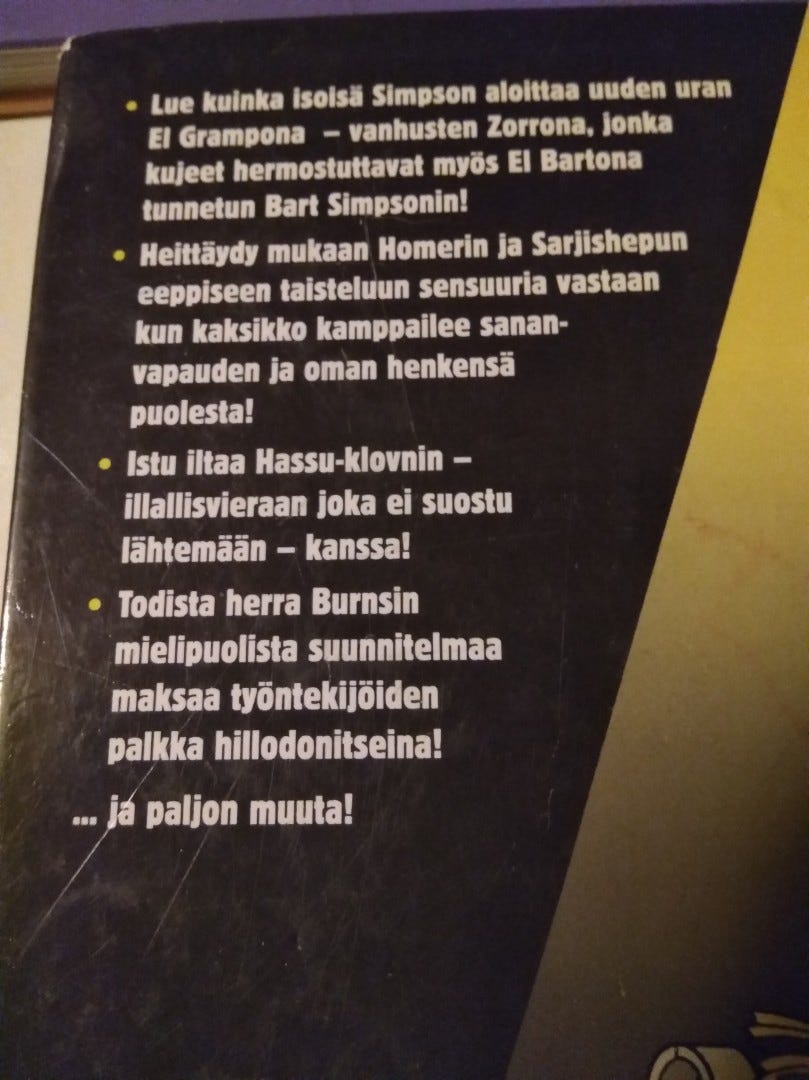 • Lue kuinka isoisä Simpson aloittaa uuden uran
El Grampona – vanhusten Zorrona, jonka
kujeet hermostuttavat myös El Bartona
tunnetun Bart Simpsonin!
• Heittäydy mukaan Homerin ja Sarjishepun
eeppiseen taisteluun sensuuria vastaan
kun kaksikko kamppailee sanan-
vapauden ja oman henkensä
puolesta!
• Istu iltaa Hassu-klovnin –
illallisvieraan joka ei suostu
lähtemään – kanssa!
• Todista herra Burnsin
mielipuolista suunnitelmaa
maksaa työntekijöiden
palkka hillodonitseina!
... ja paljon muuta!